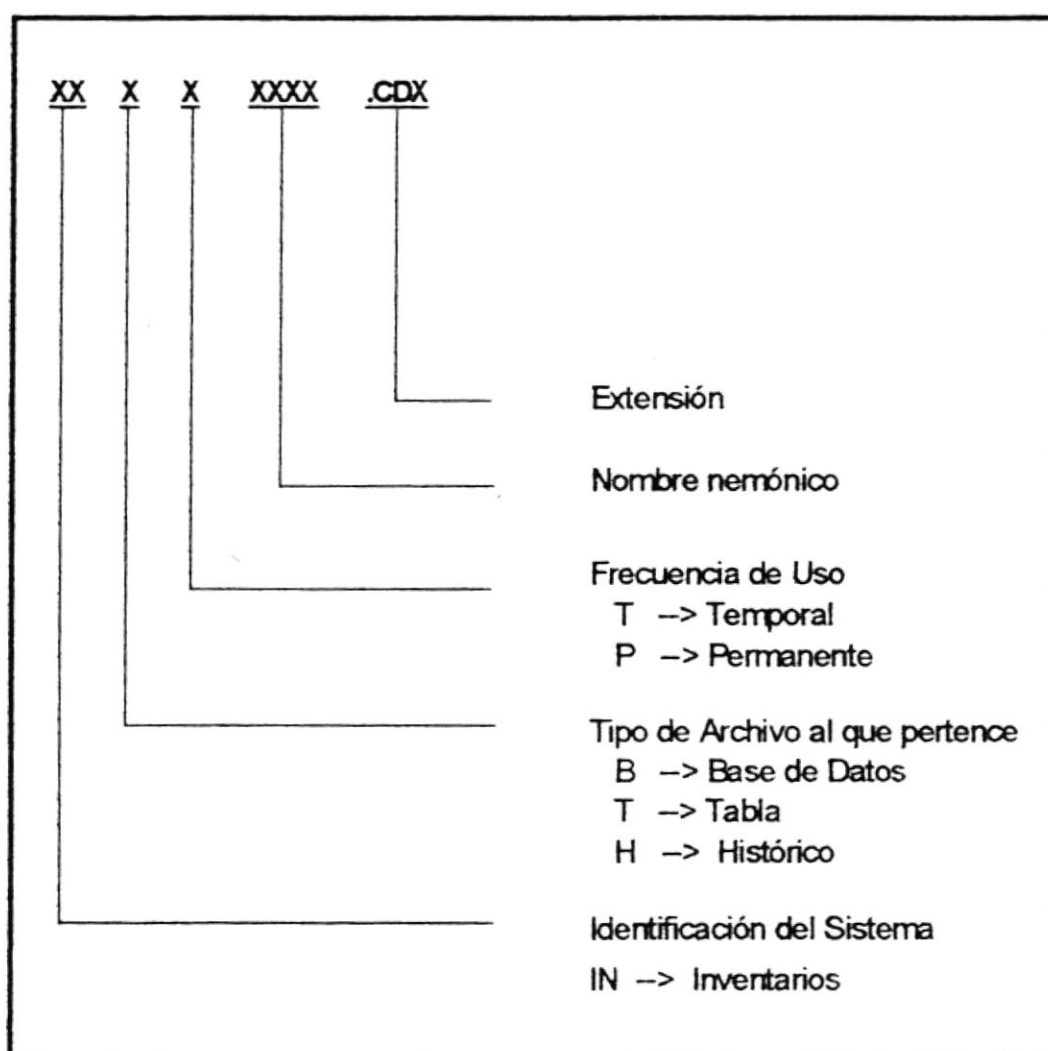 XX X X XXXX .CDX
Extensión
Nombre nemónico
Frecuencia de Uso
T --> Temporal
P --> Permanente
Tipo de Archivo al que pertence
B --> Base de Datos
T --> Tabla
H --> Histórico
Identificación del Sistema
IN --> Inventarios